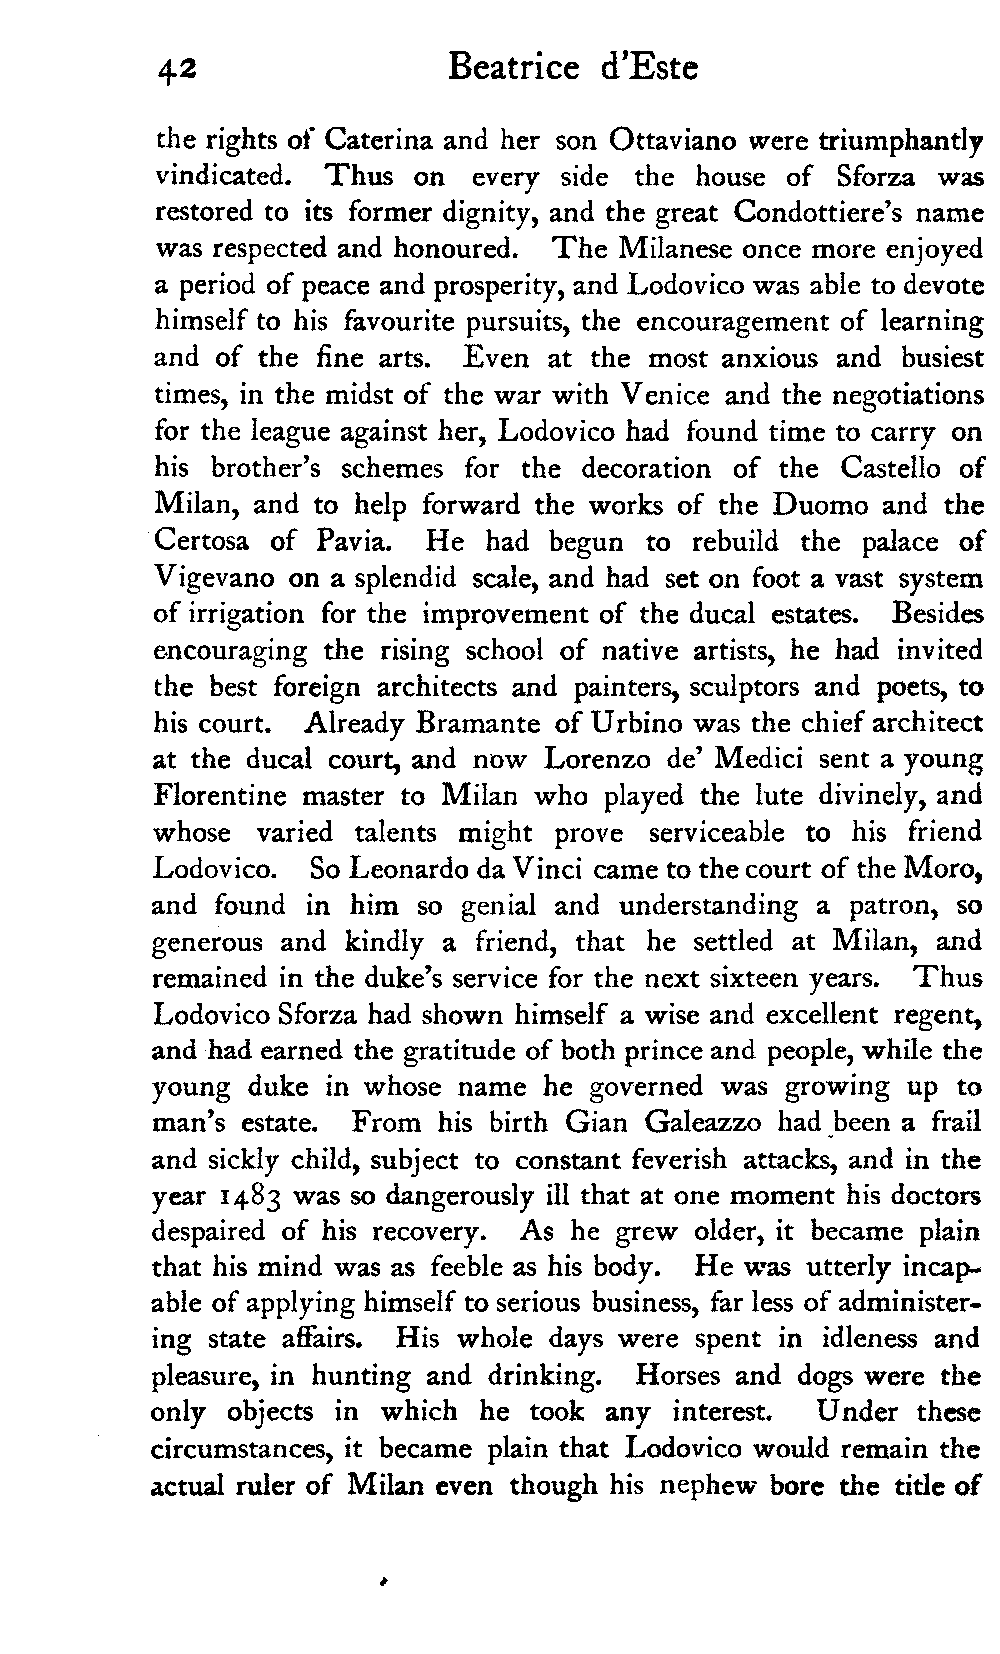 42 Beatrice d'Este
the rights of Caterina and her son Ottaviano were triumphantly
vindicated. Thus on every side the house of Sforza was
restored to its former dignity, and the great Condottiere's name
was respected and honoured. The Milanese once more enjoyed
a period of peace and prosperity, and Lodovico was able to devote
himself to his favourite pursuits, the encouragement of learning
and of the fine arts. Even at the most anxious and busiest
times, in the midst of the war with Venice and the negotiations
for the league against her, Lodovico had found time to carry on
his brother's schemes for the decoration of the Castello of
Milan, and to help forward the works of the Duomo and the
Certosa of Pavia. He had begun to rebuild the palace of
Vigevano on a splendid scale, and had set on foot a vast system
of irrigation for the improvement of the ducal estates. Besides
encouraging the rising school of native artists, he had invited
the best foreign architects and painters, sculptors and poets, to
his court. Already Bramante of Urbino was the chief architect
at the ducal court, and now Lorenzo de' Medici sent a young
Florentine master to Milan who played the lute divinely, and
whose varied talents might prove serviceable to his friend
Lodovico. So Leonardo da Vinci came to the court of the Moro,
and found in him so genial and understanding a patron, so
generous and kindly a friend, that he settled at Milan, and
remained in the duke's service for the next sixteen years. Thus
Lodovico Sforza had shown himself a wise and excellent regent,
and had earned the gratitude of both prince and people, while the
young duke in whose name he governed was growing up to
man's estate. From his birth Gian Galeazzo had been a frail
and sickly child, subject to constant feverish attacks, and in the
year 1483 was so dangerously ill that at one moment his doctors
despaired of his recovery. As he grew older, it became plain
that his mind was as feeble as his body. He was utterly incap-
able of applying himself to serious business, far less of administer-
ing state affairs. His whole days were spent in idleness and
pleasure, in hunting and drinking. Horses and dogs were the
only objects in which he took any interest. Under these
circumstances, it became plain that Lodovico would remain the
actual ruler of Milan even though his nephew bore the title of